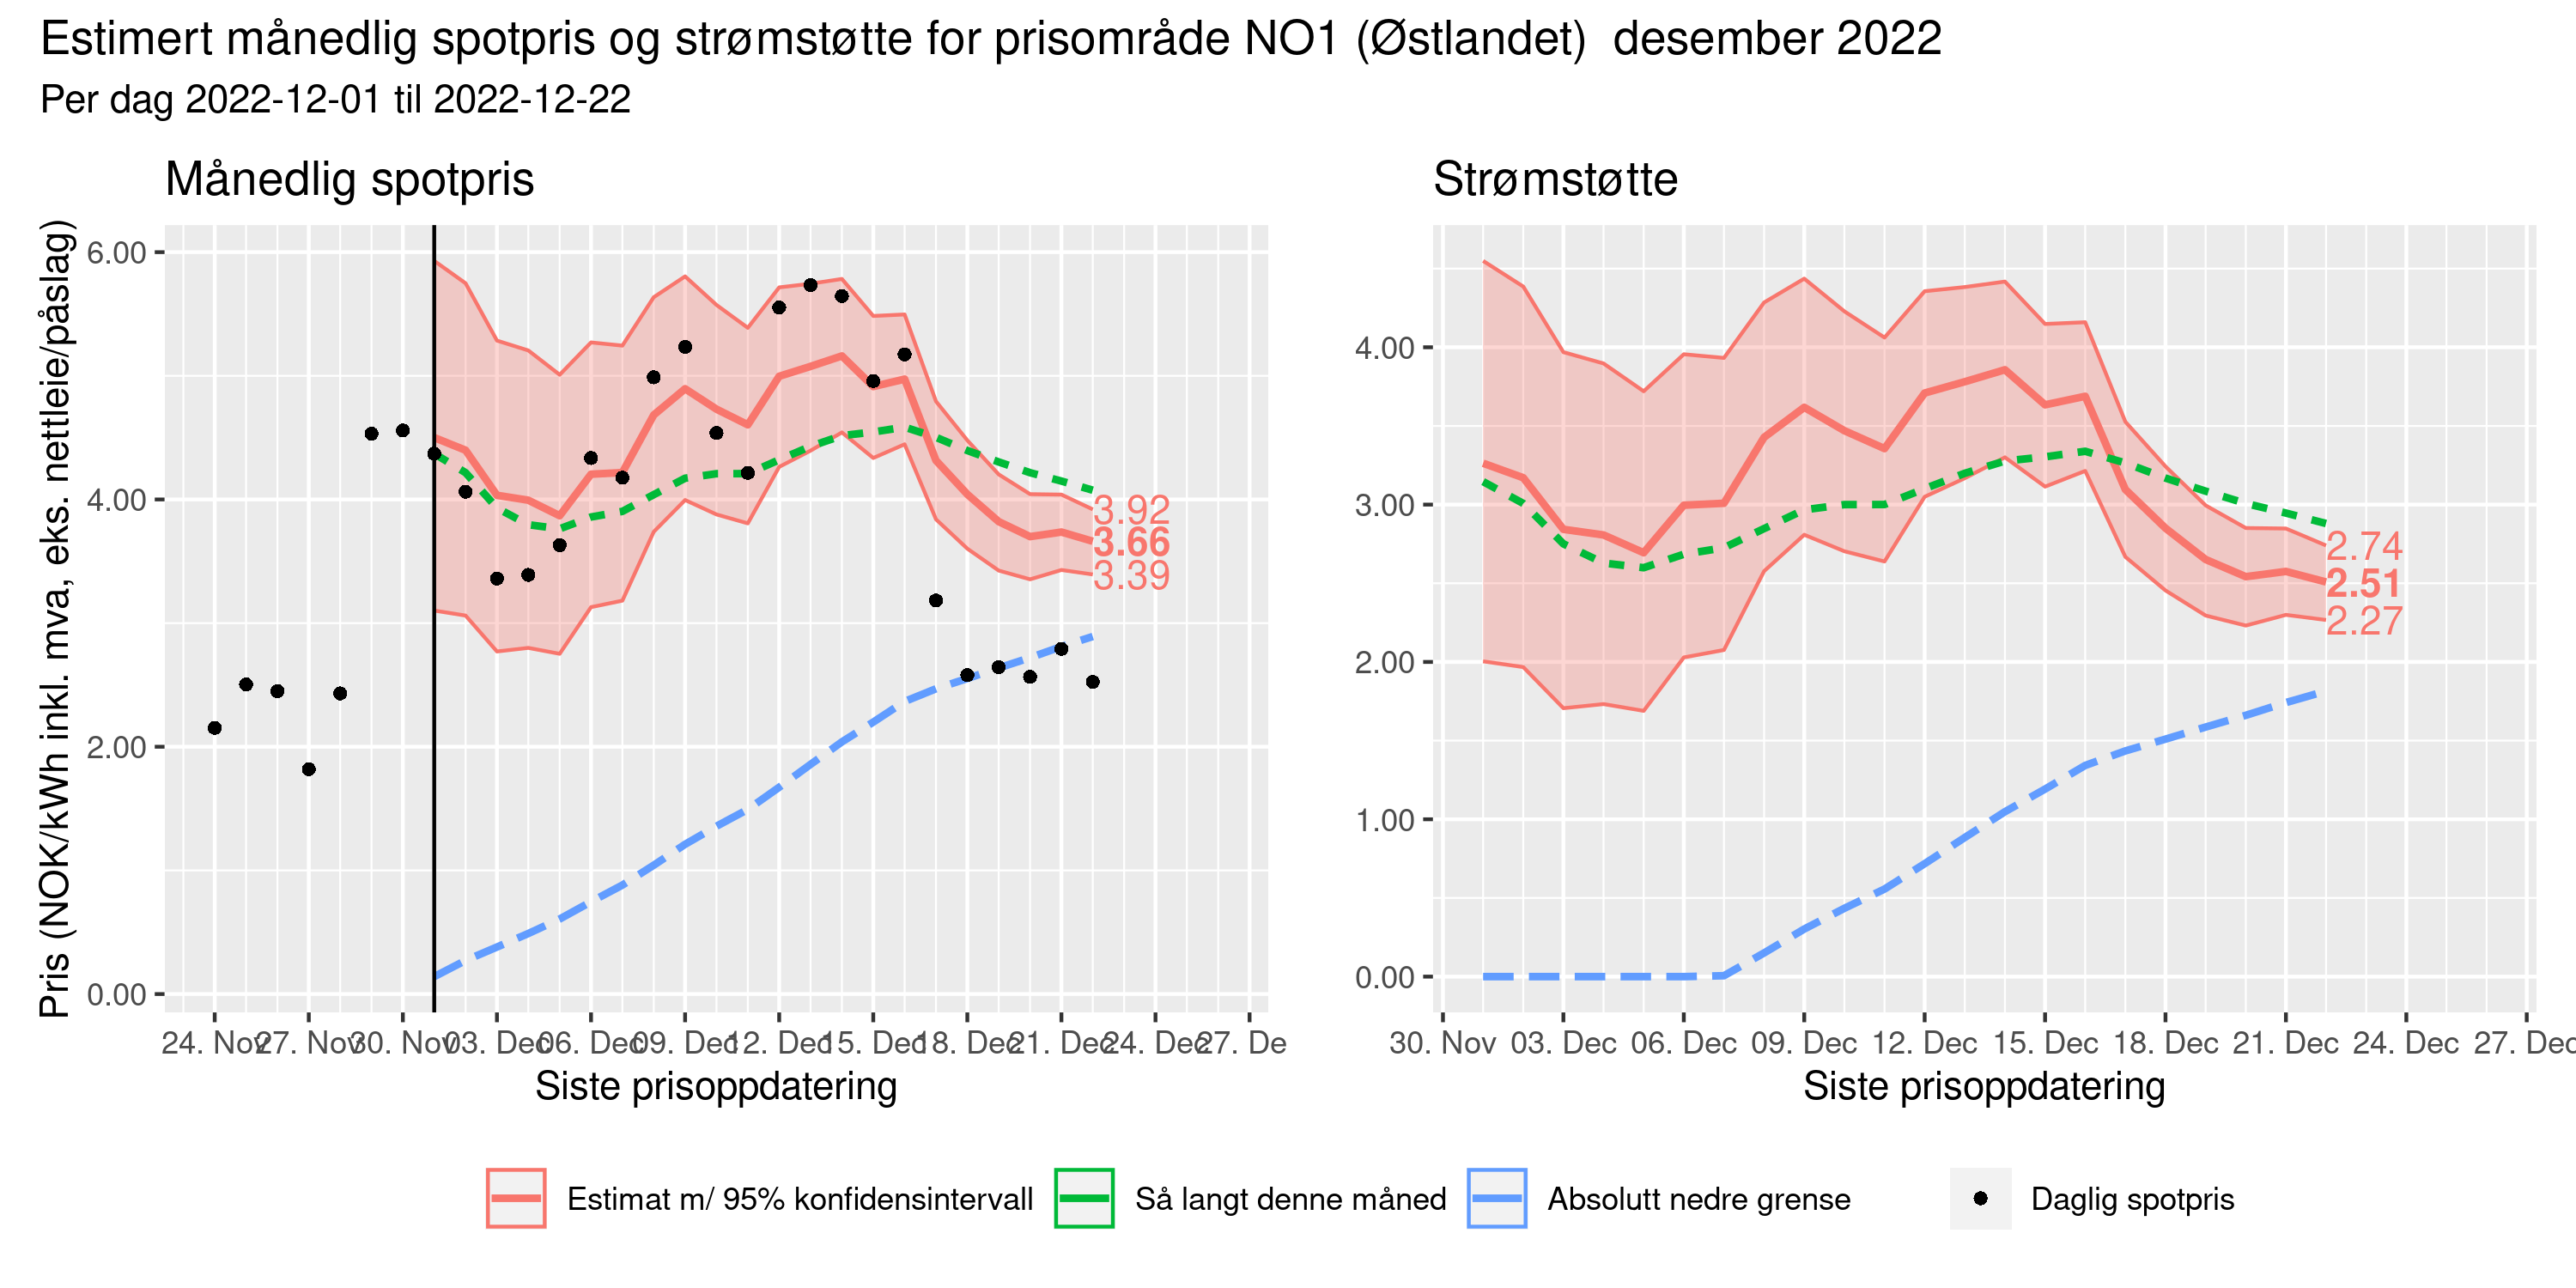 Estimert månedlig spotpris og strømstøtte for prisområde NO1 (Østlandet)  desember 2022
Per dag 2022-12-01 til 2022-12-22
Månedlig spotpris
Pris (NOK/kWh inkl. mva, eks. nettleie/påslag)
6.00
4.00
2.00
0.00
3.92
3.66
3.39
24. Nov 27. Nov 30. Nov 03. Dec 06. Dec 09. Dec 12. Dec 15. Dec 18. Dec 21. Dec 24. Dec 27. De
Siste prisoppdatering
Strømstøtte
4.00
3.00
2.00
1.00
0.00
2.74
2.51
2.27
30. Nov 03. Dec 06. Dec 09. Dec 12. Dec 15. Dec 18. Dec 21. Dec 24. Dec 27. Dec
Siste prisoppdatering
Estimat m/ 95% konfidensintervall Så langt denne måned Absolutt nedre grense Daglig spotpris